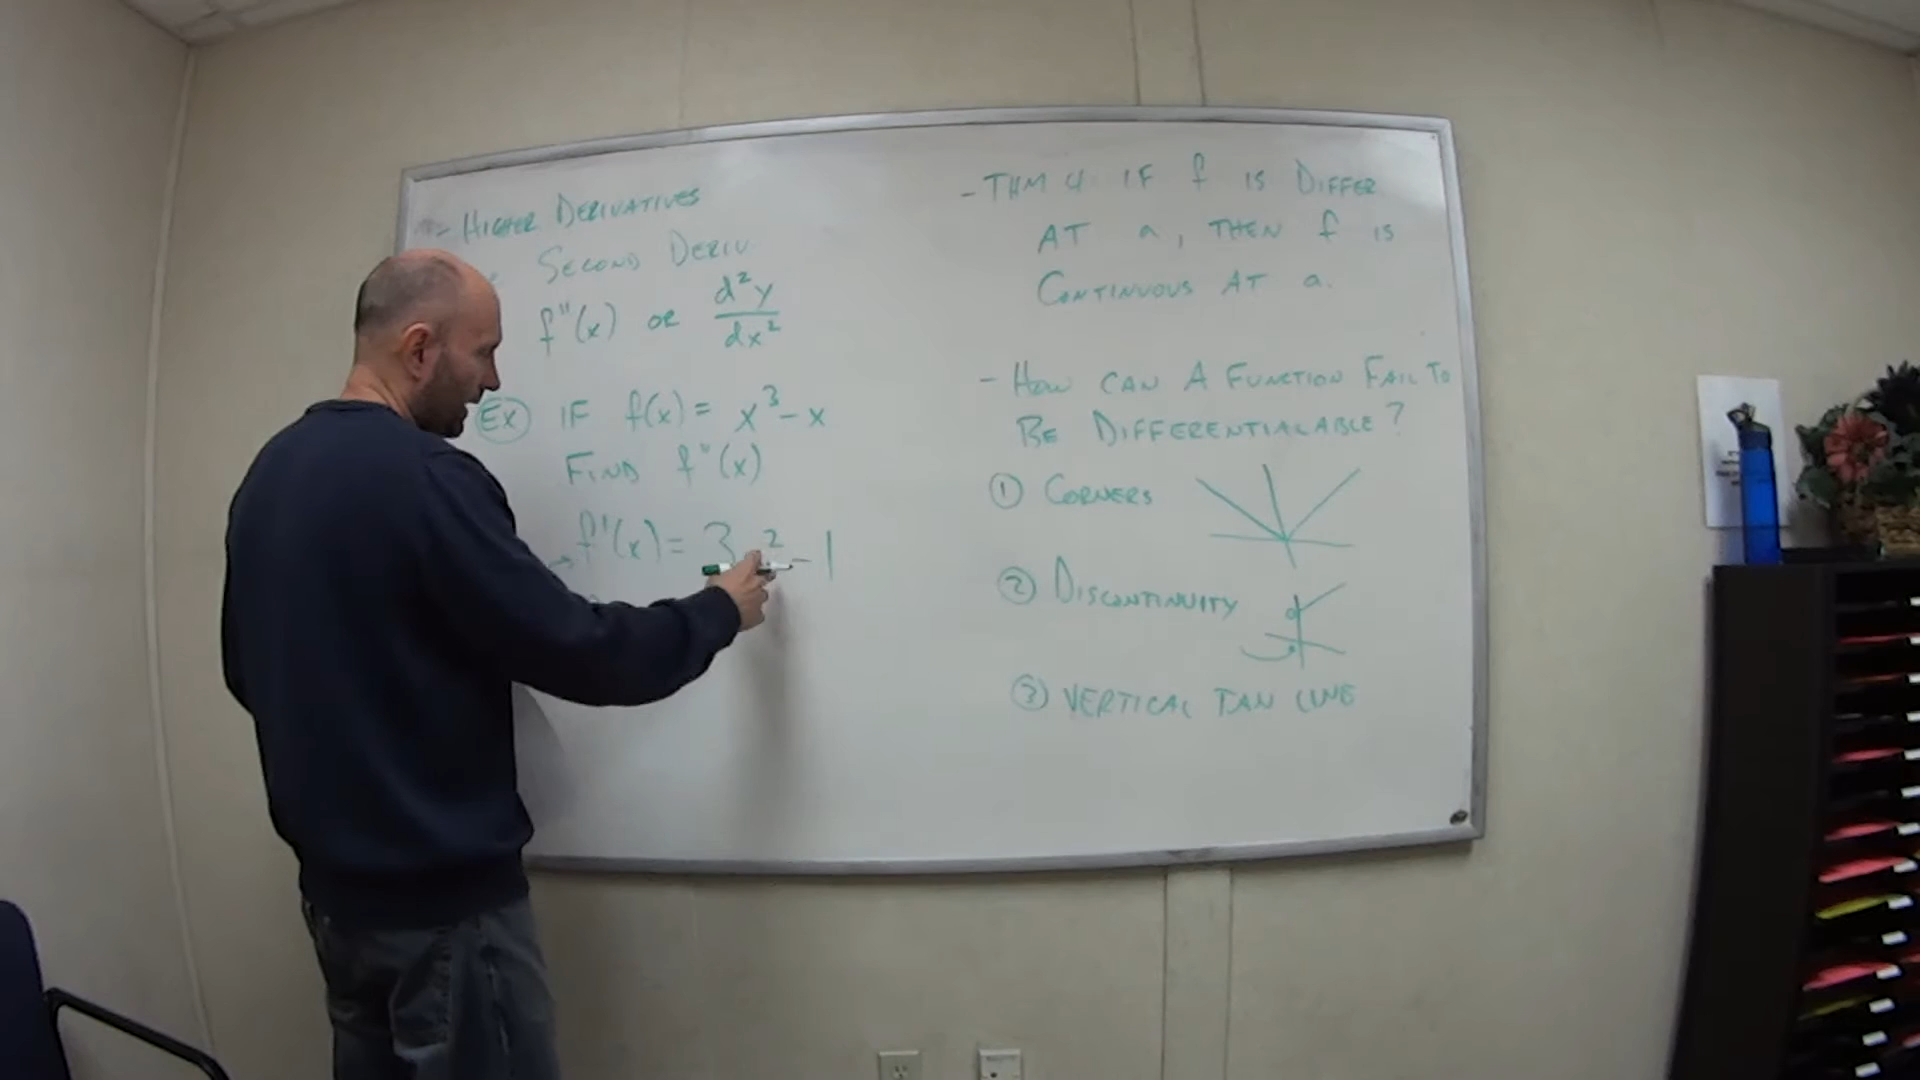 - HIGHER DERIVATIVES
SECOND DERIV
f"(x) OR d²y/dx²
Ex IF f(x) = x³ - x
FIND f"(x)
→ f'(x) = 3x² - 1
- THM 4: IF f IS DIFFER
AT a, THEN f IS
CONTINUOUS AT a.
- HOW CAN A FUNCTION FAIL TO
BE DIFFERENTIALABLE?
① CORNERS
② DISCONTINUITY
③ VERTICAL TAN LINE